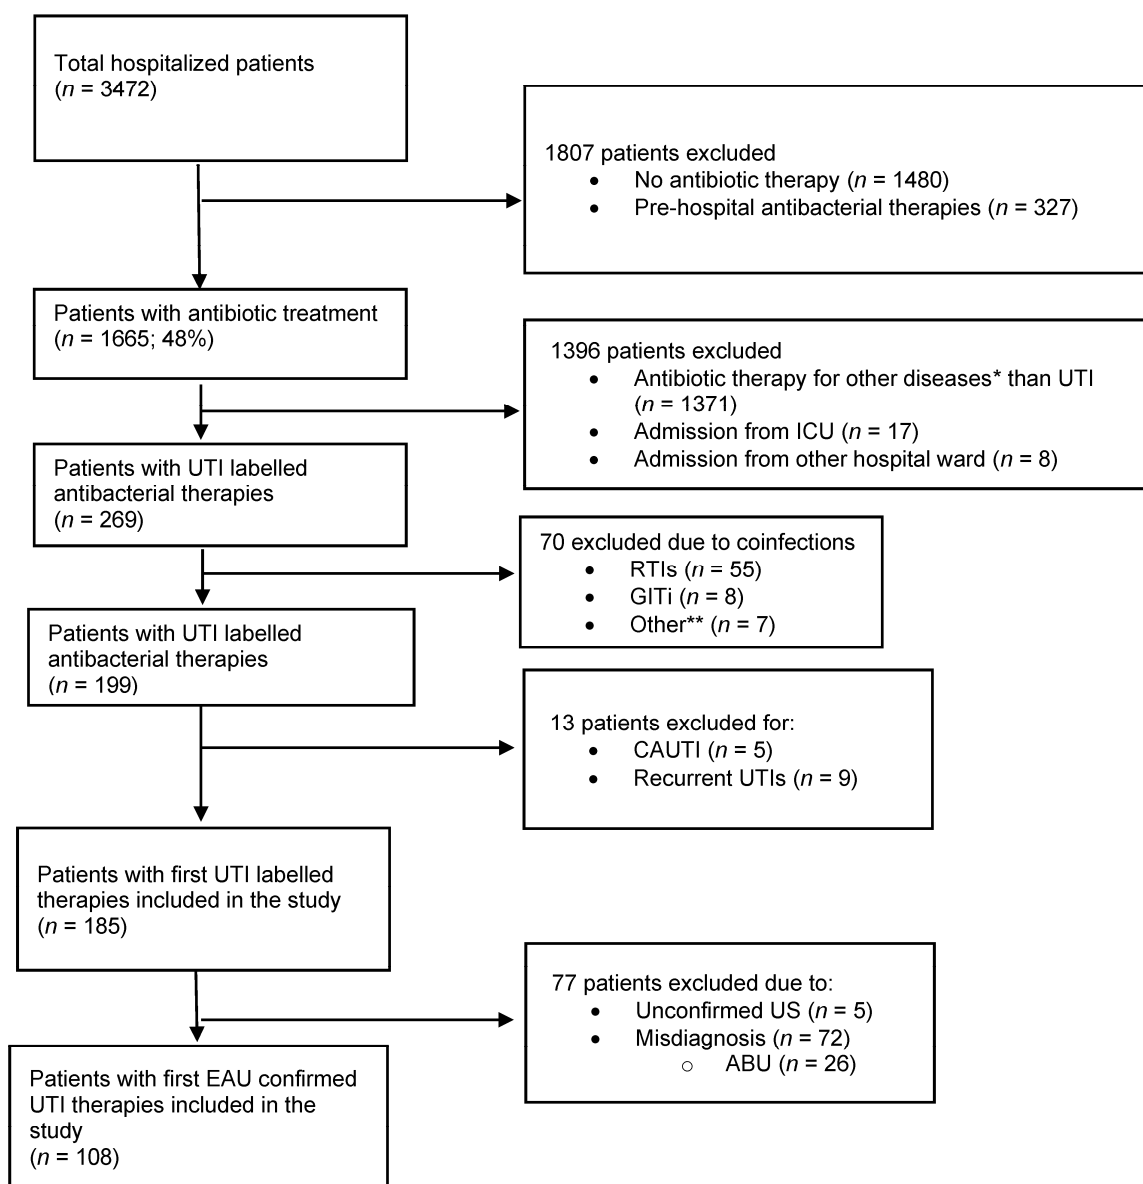 Total hospitalized patients
(n = 3472)
1807 patients excluded
• No antibiotic therapy (n = 1480)
• Pre-hospital antibacterial therapies (n = 327)
Patients with antibiotic treatment
(n = 1665; 48%)
1396 patients excluded
• Antibiotic therapy for other diseases* than UTI
(n = 1371)
• Admission from ICU (n = 17)
• Admission from other hospital ward (n = 8)
Patients with UTI labelled
antibacterial therapies
(n = 269)
70 excluded due to coinfections
• RTIs (n = 55)
• GITi (n = 8)
• Other** (n = 7)
Patients with UTI labelled
antibacterial therapies
(n = 199)
13 patients excluded for:
• CAUTI (n = 5)
• Recurrent UTIs (n = 9)
Patients with first UTI labelled
therapies included in the study
(n = 185)
77 patients excluded due to:
• Unconfirmed US (n = 5)
• Misdiagnosis (n = 72)
o ABU (n = 26)
Patients with first EAU confirmed
UTI therapies included in the
study
(n = 108)